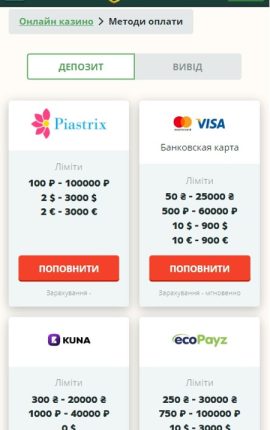 Онлайн казино > Методи оплати
ДЕПОЗИТ
ВИВІД
Piastrix
Ліміти
100 ₽ - 100000 ₽
2 $ - 3000 $
2 € - 3000 €
ПОПОВНИТИ
Зарахування -
VISA
Банковская карта
Ліміти
50 ₴ - 25000 ₴
500 ₽ - 60000 ₽
10 $ - 900 $
10 € - 900 €
ПОПОВНИТИ
Зарахування - мгновенно
KUNA
Ліміти
300 ₴ - 20000 ₴
1000 ₽ - 40000 ₽
0 $
ecoPayz
Ліміти
250 ₴ - 30000 ₴
750 ₽ - 100000 ₽
10 $ - 3000 $